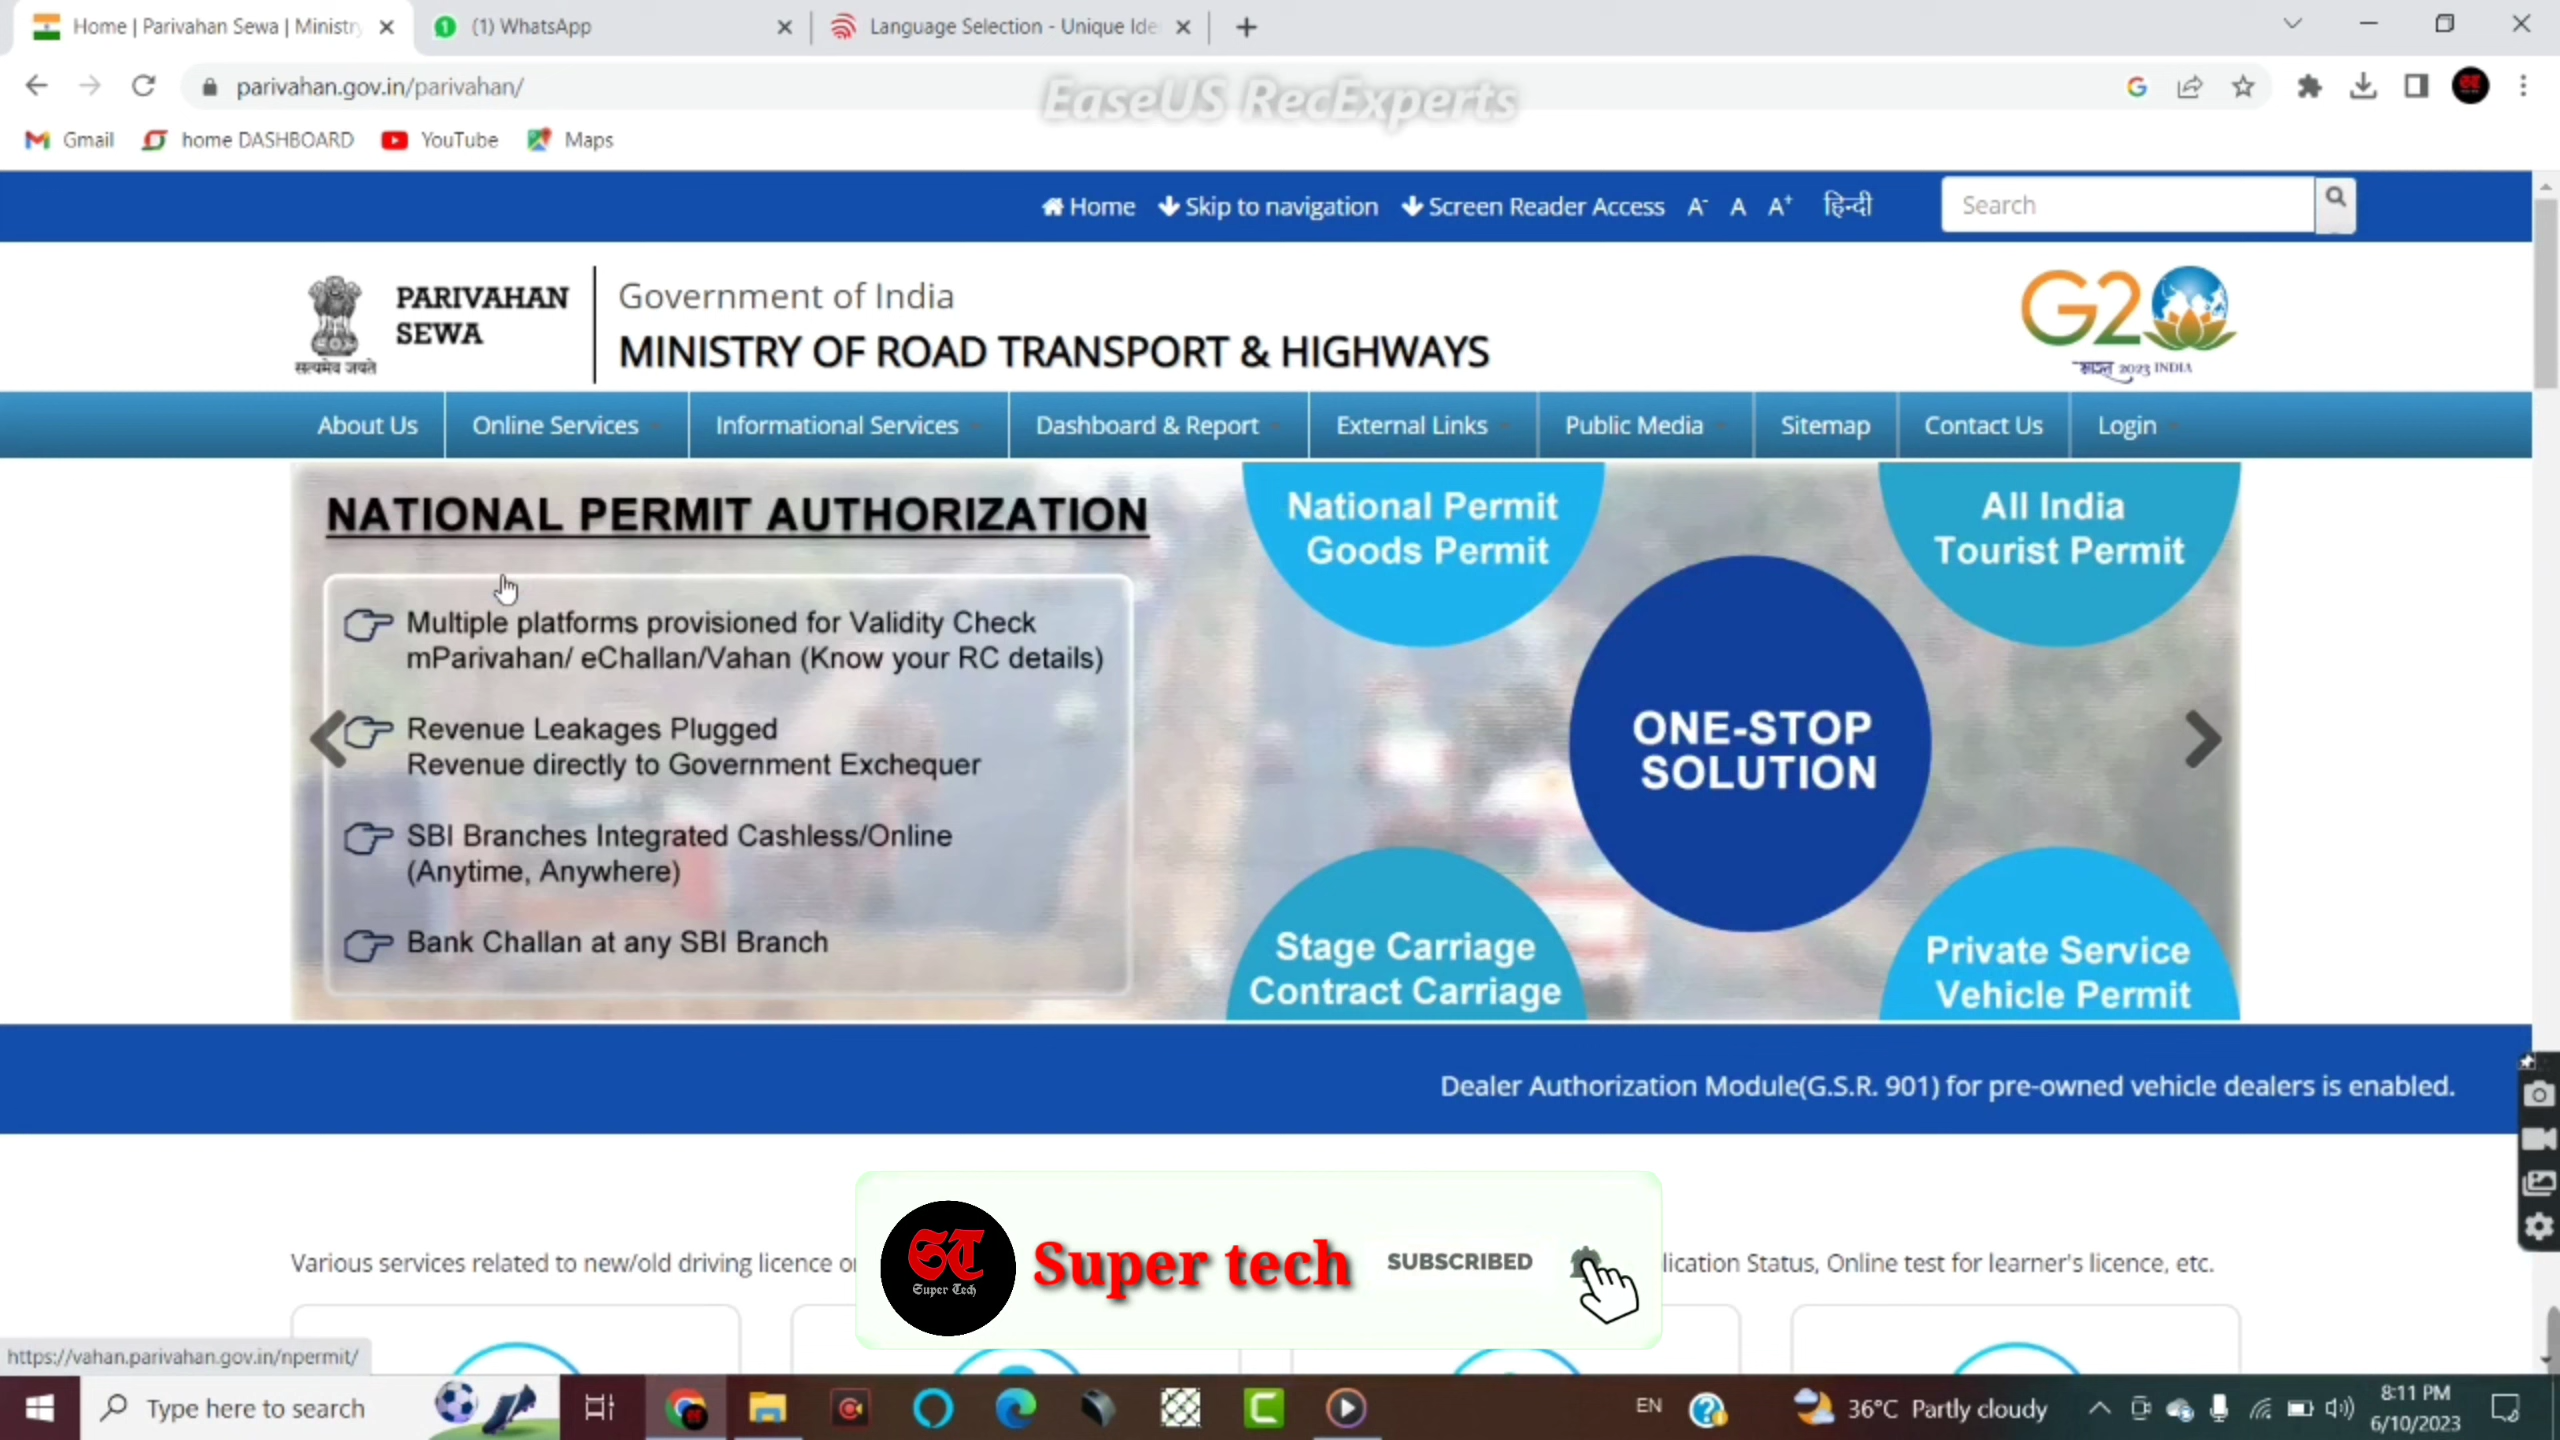 Home | Parivahan Sewa | Ministry
(1) WhatsApp
Language Selection - Unique Ide
parivahan.gov.in/parivahan/
EaseUS RecExperts
Gmail
home DASHBOARD
YouTube
Maps
Home
Skip to navigation
Screen Reader Access
A- A A+
हिन्दी
Search
सत्यमेव जयते
PARIVAHAN
SEWA
Government of India
MINISTRY OF ROAD TRANSPORT & HIGHWAYS
G20
भारत 2023 INDIA
About Us
Online Services
Informational Services
Dashboard & Report
External Links
Public Media
Sitemap
Contact Us
Login
NATIONAL PERMIT AUTHORIZATION
Multiple platforms provisioned for Validity Check
mParivahan/ eChallan/Vahan (Know your RC details)
Revenue Leakages Plugged
Revenue directly to Government Exchequer
SBI Branches Integrated Cashless/Online
(Anytime, Anywhere)
Bank Challan at any SBI Branch
National Permit
Goods Permit
All India
Tourist Permit
ONE-STOP
SOLUTION
Stage Carriage
Contract Carriage
Private Service
Vehicle Permit
Dealer Authorization Module(G.S.R. 901) for pre-owned vehicle dealers is enabled.
Various services related to new/old driving licence
lication Status, Online test for learner's licence, etc.
ST
Super Tech
Super tech
SUBSCRIBED
https://vahan.parivahan.gov.in/npermit/
Type here to search
EN
36°C Partly cloudy
8:11 PM
6/10/2023